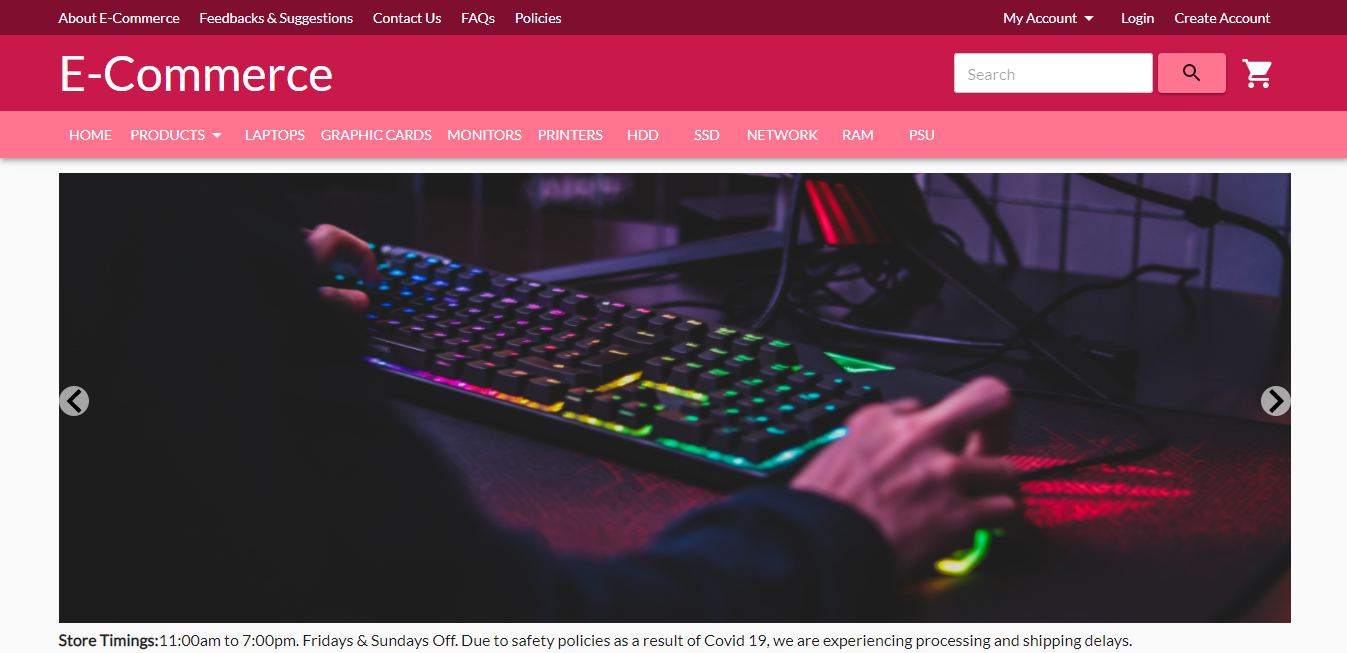 About E-Commerce Feedbacks & Suggestions Contact Us FAQs Policies My Account Login Create Account
E-Commerce Search
HOME PRODUCTS LAPTOPS GRAPHIC CARDS MONITORS PRINTERS HDD SSD NETWORK RAM PSU
Store Timings:11:00am to 7:00pm. Fridays & Sundays Off. Due to safety policies as a result of Covid 19, we are experiencing processing and shipping delays.